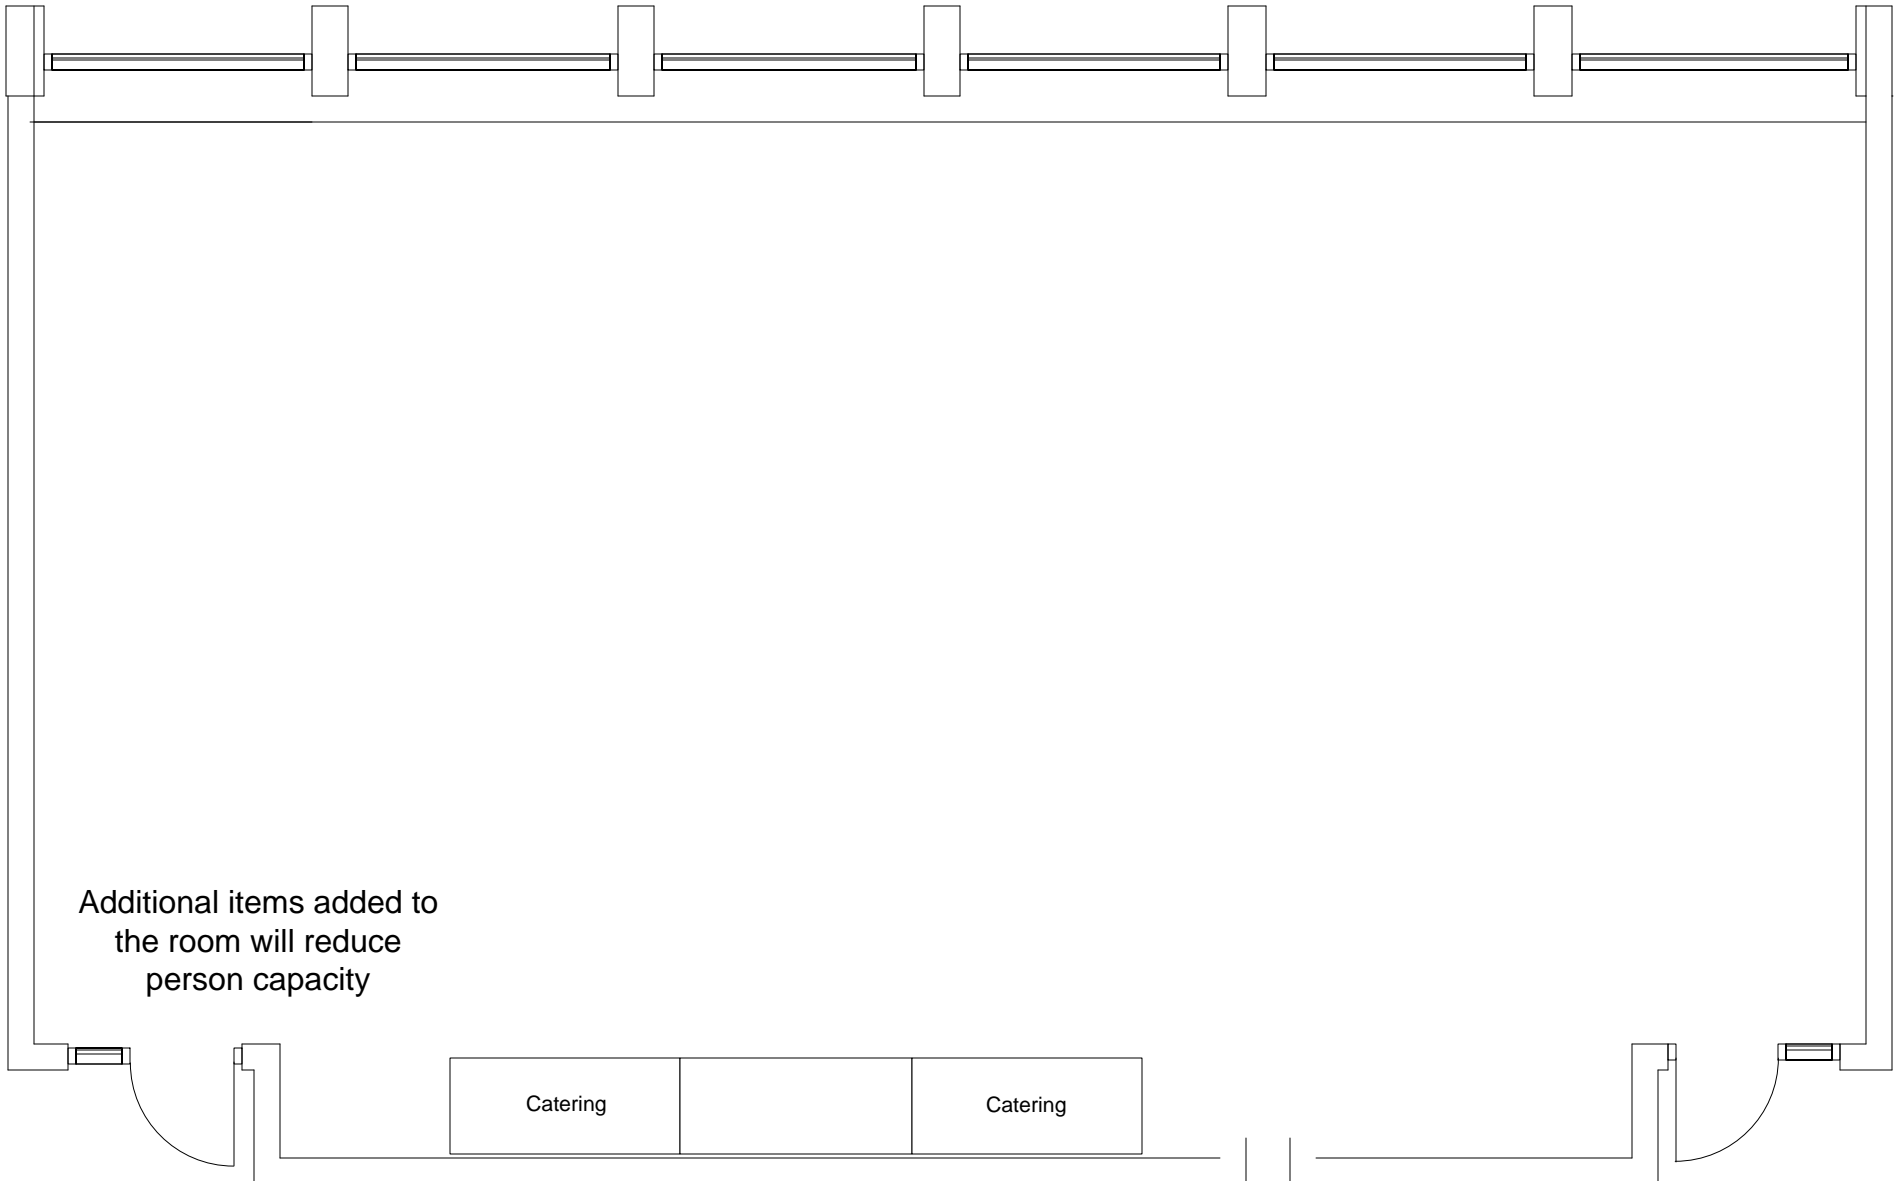 Additional items added to
the room will reduce
person capacity
Catering
Catering